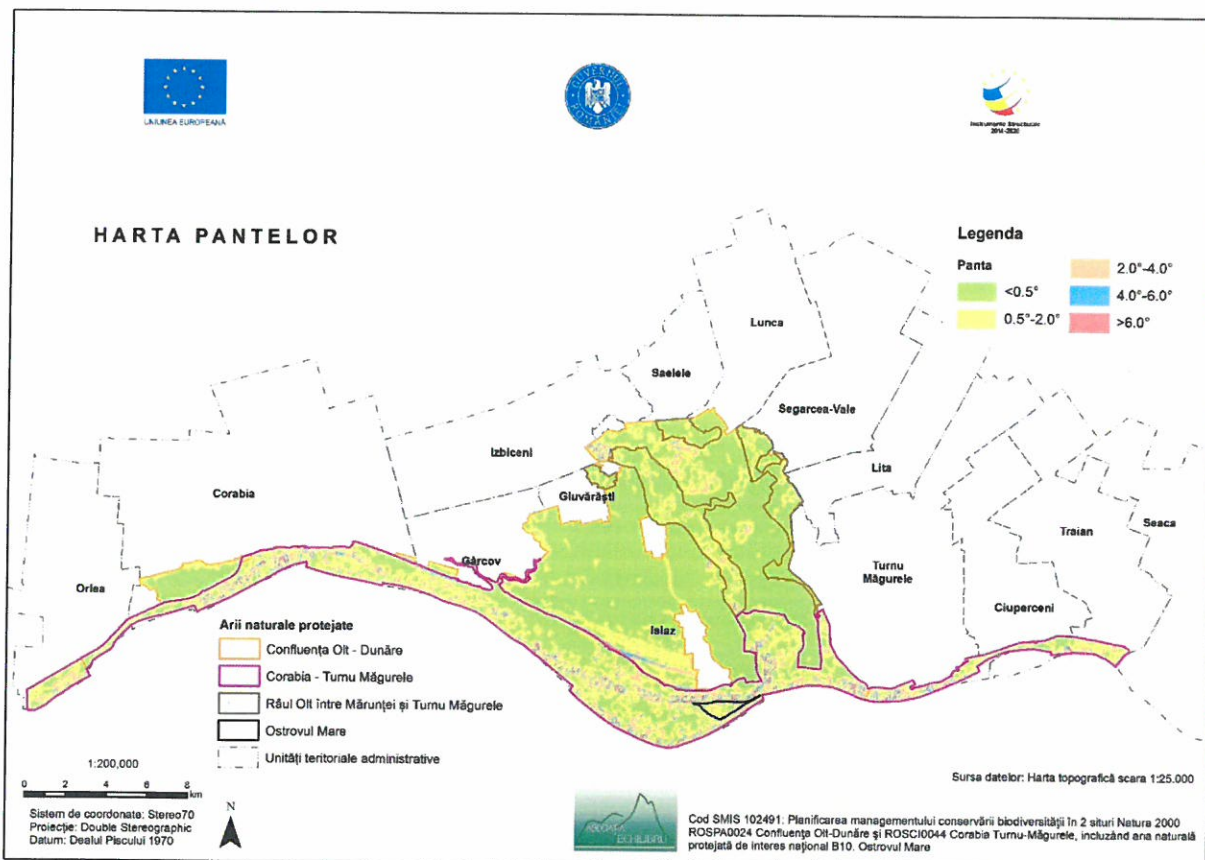 UNIUNEA EUROPEANĂ
GUVERNUL ROMÂNIEI
Instrumente Structurale
2014-2020
HARTA PANTELOR
Legenda
Panta
<0.5°
0.5°-2.0°
2.0°-4.0°
4.0°-6.0°
>6.0°
Lunca
Saelele
Segarcea-Vale
Izbiceni
Lita
Corabia
Gluvărăști
Traian
Seaca
Gârcov
Turnu
Măgurele
Orlea
Ciuperceni
Islaz
Arii naturale protejate
Confluența Olt - Dunăre
Corabia - Turnu Măgurele
Râul Olt între Mărunței și Turnu Măgurele
Ostrovul Mare
Unități teritoriale administrative
1:200,000
0 2 4 6 8
km
Sistem de coordonate: Stereo70
Proiecție: Double Stereographic
Datum: Dealul Piscului 1970
N
Sursa datelor: Harta topografică scara 1:25.000
ECHILIBRU
Cod SMIS 102491: Planificarea managementului conservării biodiversității în 2 situri Natura 2000
ROSPA0024 Confluența Olt-Dunăre și ROSCI0044 Corabia Turnu-Măgurele, incluzând aria naturală
protejată de interes național B10. Ostrovul Mare